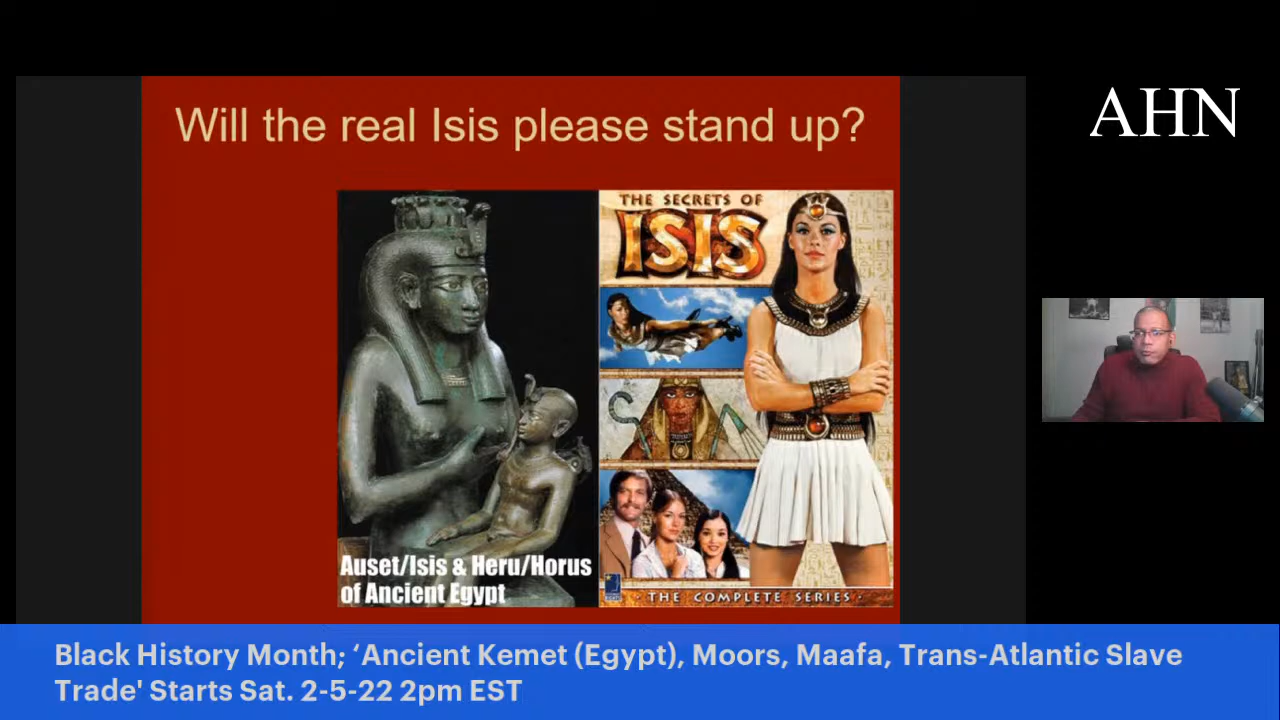 Will the real Isis please stand up?
AHN
THE SECRETS OF
ISIS
Auset/Isis & Heru/Horus
of Ancient Egypt
THE COMPLETE SERIES
Black History Month; ‘Ancient Kemet (Egypt), Moors, Maafa, Trans-Atlantic Slave
Trade' Starts Sat. 2-5-22 2pm EST